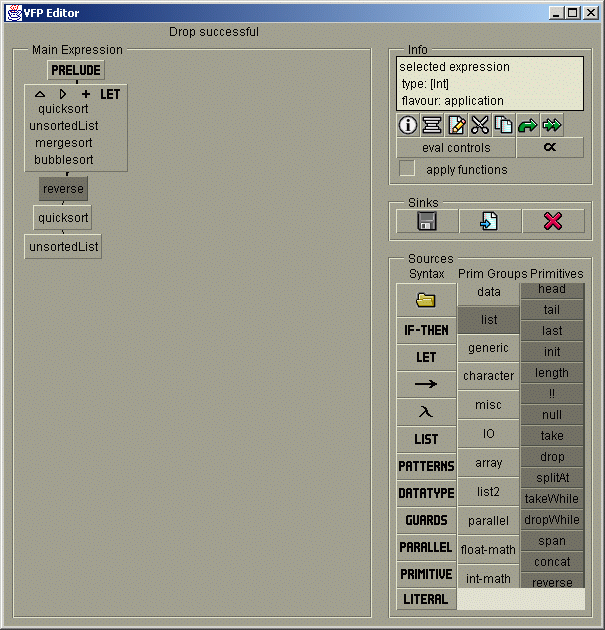 VFP Editor
Drop successful
Main Expression
PRELUDE
LET
quicksort
unsortedList
mergesort
bubblesort
reverse
quicksort
unsortedList
Info
selected expression
type: [Int]
flavour: application
eval controls
∝
apply functions
Sinks
Sources
Syntax
IF-THEN
LET
→
λ
LIST
PATTERNS
DATATYPE
GUARDS
PARALLEL
PRIMITIVE
LITERAL
Prim Groups
data
list
generic
character
misc
IO
array
list2
parallel
float-math
int-math
Primitives
head
tail
last
init
length
!!
null
take
drop
splitAt
takeWhile
dropWhile
span
concat
reverse